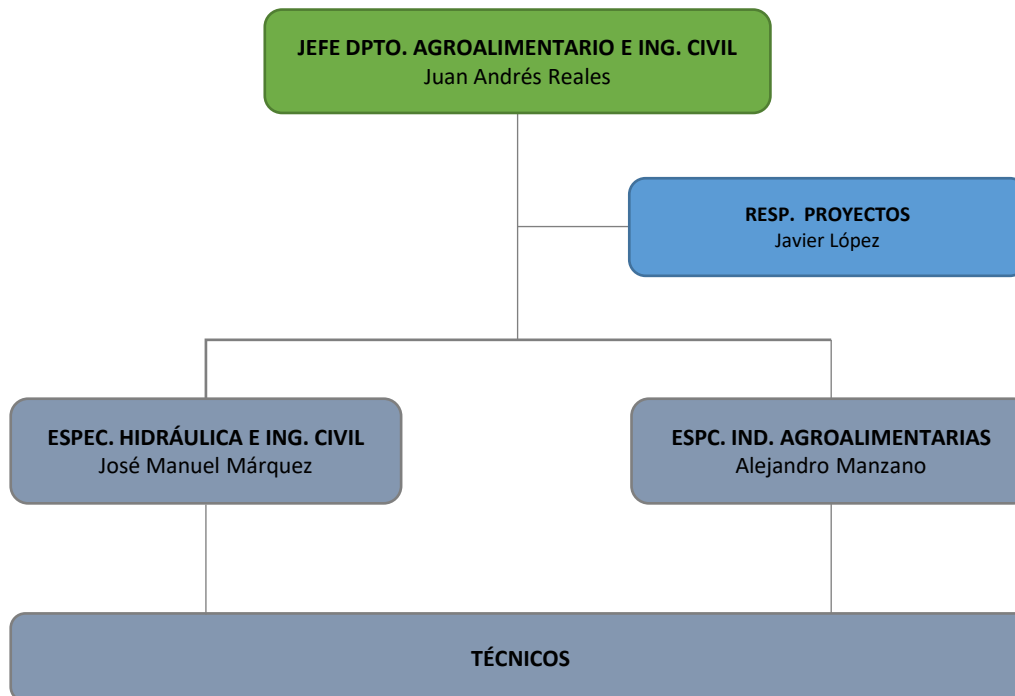 JEFE DPTO. AGROALIMENTARIO E ING. CIVIL
Juan Andrés Reales
RESP. PROYECTOS
Javier López
ESPEC. HIDRÁULICA E ING. CIVIL
José Manuel Márquez
ESPC. IND. AGROALIMENTARIAS
Alejandro Manzano
TÉCNICOS